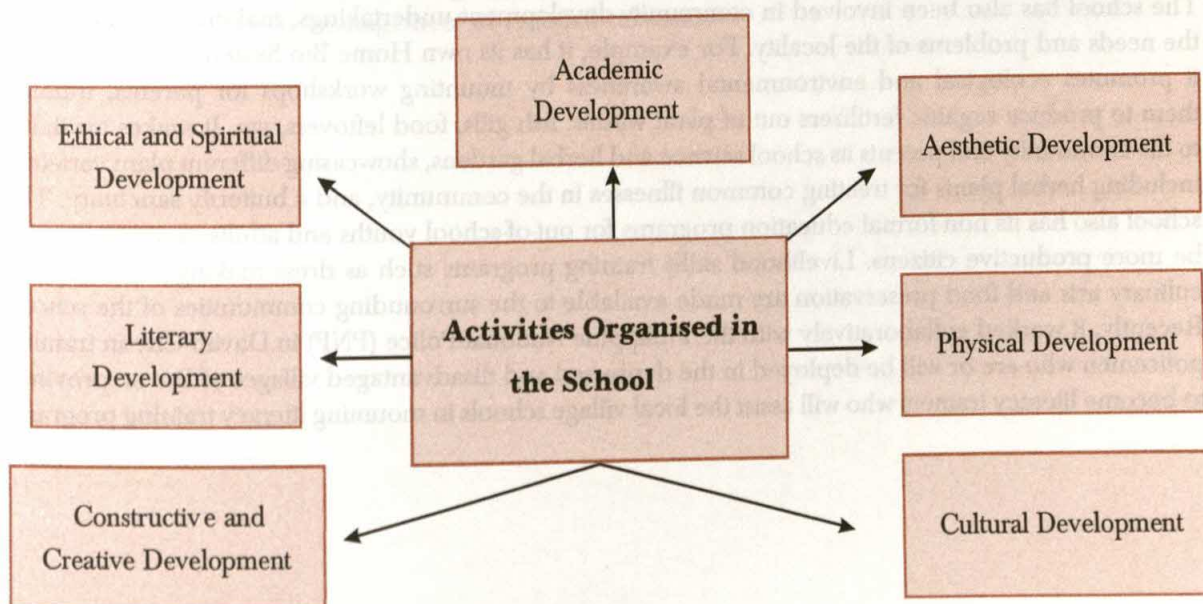 Academic
Development
Ethical and Spiritual
Development
Aesthetic Development
Literary
Development
Activities Organised in
the School
Physical Development
Constructive and
Creative Development
Cultural Development